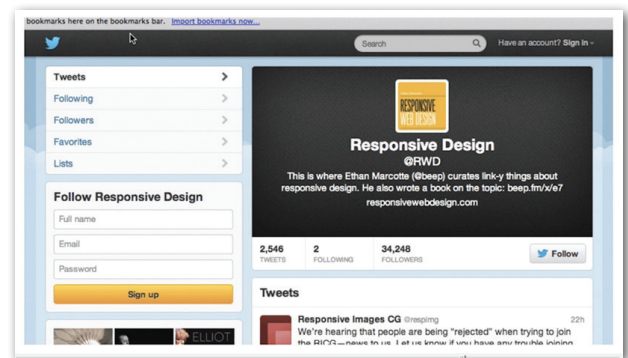 bookmarks here on the bookmarks bar. Import bookmarks now...
Search
Have an account? Sign in
Tweets
Following
Followers
Favorites
Lists
Follow Responsive Design
Full name
Email
Password
Sign up
ELLIOT
RESPONSIVE
WEB DESIGN
Responsive Design
@RWD
This is where Ethan Marcotte (@beep) curates link-y things about
responsive design. He also wrote a book on the topic: beep.fm/x/e7
responsivewebdesign.com
2,546
TWEETS
2
FOLLOWING
34,248
FOLLOWERS
Follow
Tweets
Responsive Images CG @respimg 22h
We're hearing that people are being "rejected" when trying to join
the RICG—news to us. Let us know if you have any trouble joining